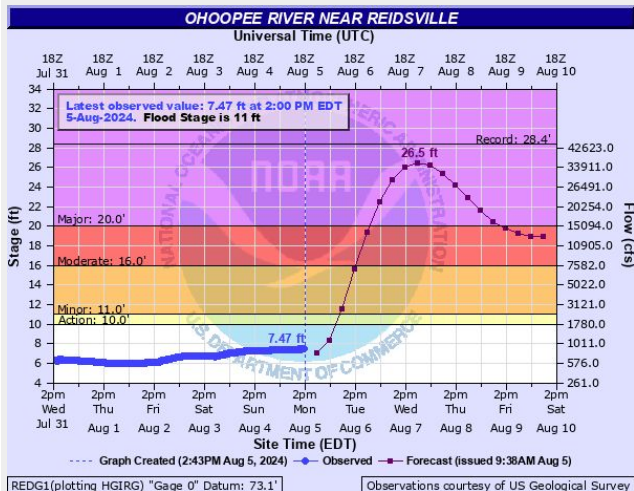 OHOOPEE RIVER NEAR REIDSVILLE
Universal Time (UTC)
18Z 18Z 18Z 18Z 18Z 18Z 18Z 18Z 18Z 18Z 18Z
Jul 31 Aug 1 Aug 2 Aug 3 Aug 4 Aug 5 Aug 6 Aug 7 Aug 8 Aug 9 Aug 10
Latest observed value: 7.47 ft at 2:00 PM EDT
5-Aug-2024. Flood Stage is 11 ft
Record: 28.4'
26.5 ft
Major: 20.0'
Moderate: 16.0'
Minor: 11.0'
Action: 10.0'
7.47 ft
NOAA
U.S. DEPARTMENT OF COMMERCE
Stage (ft)
34
32
30
28
26
24
22
20
18
16
14
12
10
8
6
4
Flow (cfs)
42623.0
33911.0
26491.0
20254.0
15094.0
10905.0
7582.0
5022.0
3121.0
1780.0
1011.0
576.0
261.0
2pm 2pm 2pm 2pm 2pm 2pm 2pm 2pm 2pm 2pm 2pm
Wed Thu Fri Sat Sun Mon Tue Wed Thu Fri Sat
Jul 31 Aug 1 Aug 2 Aug 3 Aug 4 Aug 5 Aug 6 Aug 7 Aug 8 Aug 9 Aug 10
Site Time (EDT)
Graph Created (2:43PM Aug 5, 2024) Observed Forecast (issued 9:38AM Aug 5)
REDG1(plotting HGIRG) "Gage 0" Datum: 73.1'
Observations courtesy of US Geological Survey